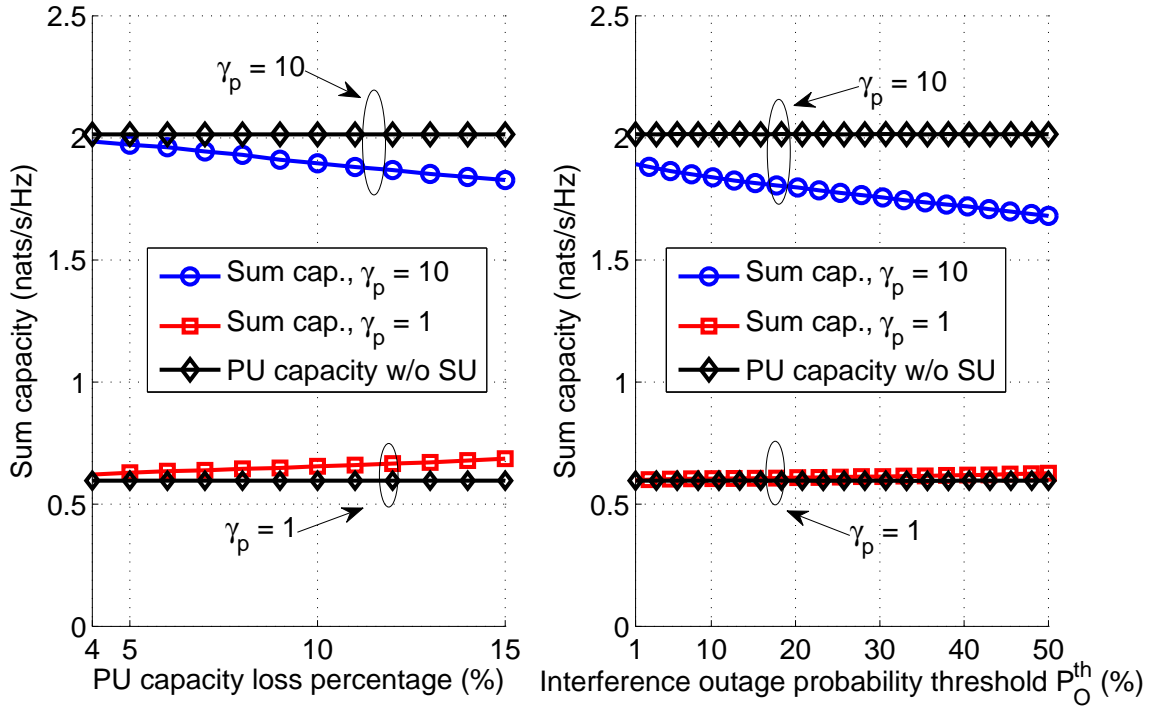 2.5
2
1.5
1
0.5
0
Sum capacity (nats/s/Hz)
γp = 10
Sum cap., γp = 10
Sum cap., γp = 1
PU capacity w/o SU
γp = 1
4 5 10 15
PU capacity loss percentage (%)
2.5
2
1.5
1
0.5
0
Sum capacity (nats/s/Hz)
γp = 10
Sum cap., γp = 10
Sum cap., γp = 1
PU capacity w/o SU
γp = 1
1 10 20 30 40 50
Interference outage probability threshold P_O^th (%)